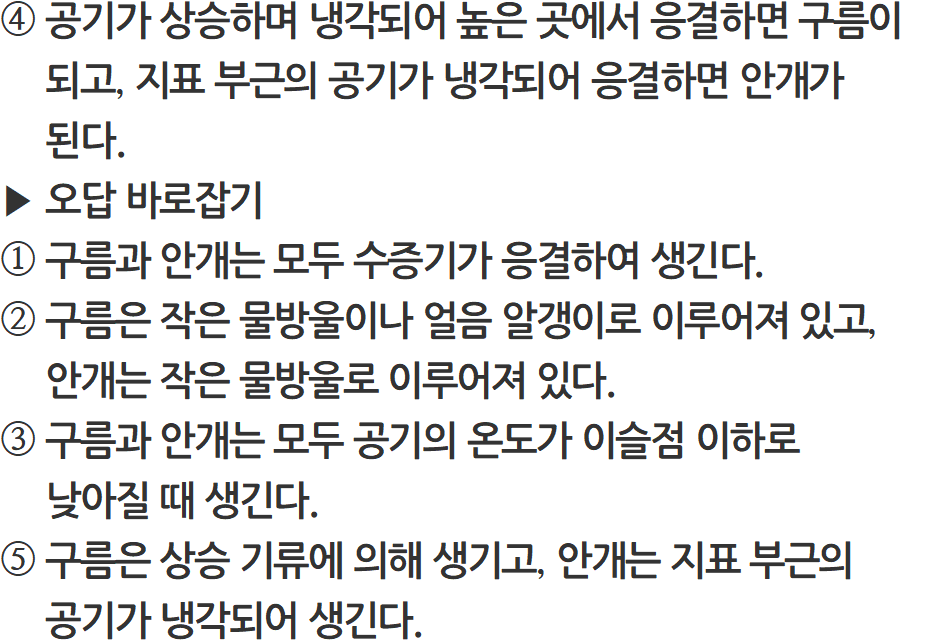 ④ 공기가 상승하며 냉각되어 높은 곳에서 응결하면 구름이
되고, 지표 부근의 공기가 냉각되어 응결하면 안개가
된다.
▶ 오답 바로잡기
① 구름과 안개는 모두 수증기가 응결하여 생긴다.
② 구름은 작은 물방울이나 얼음 알갱이로 이루어져 있고,
안개는 작은 물방울로 이루어져 있다.
③ 구름과 안개는 모두 공기의 온도가 이슬점 이하로
낮아질 때 생긴다.
⑤ 구름은 상승 기류에 의해 생기고, 안개는 지표 부근의
공기가 냉각되어 생긴다.